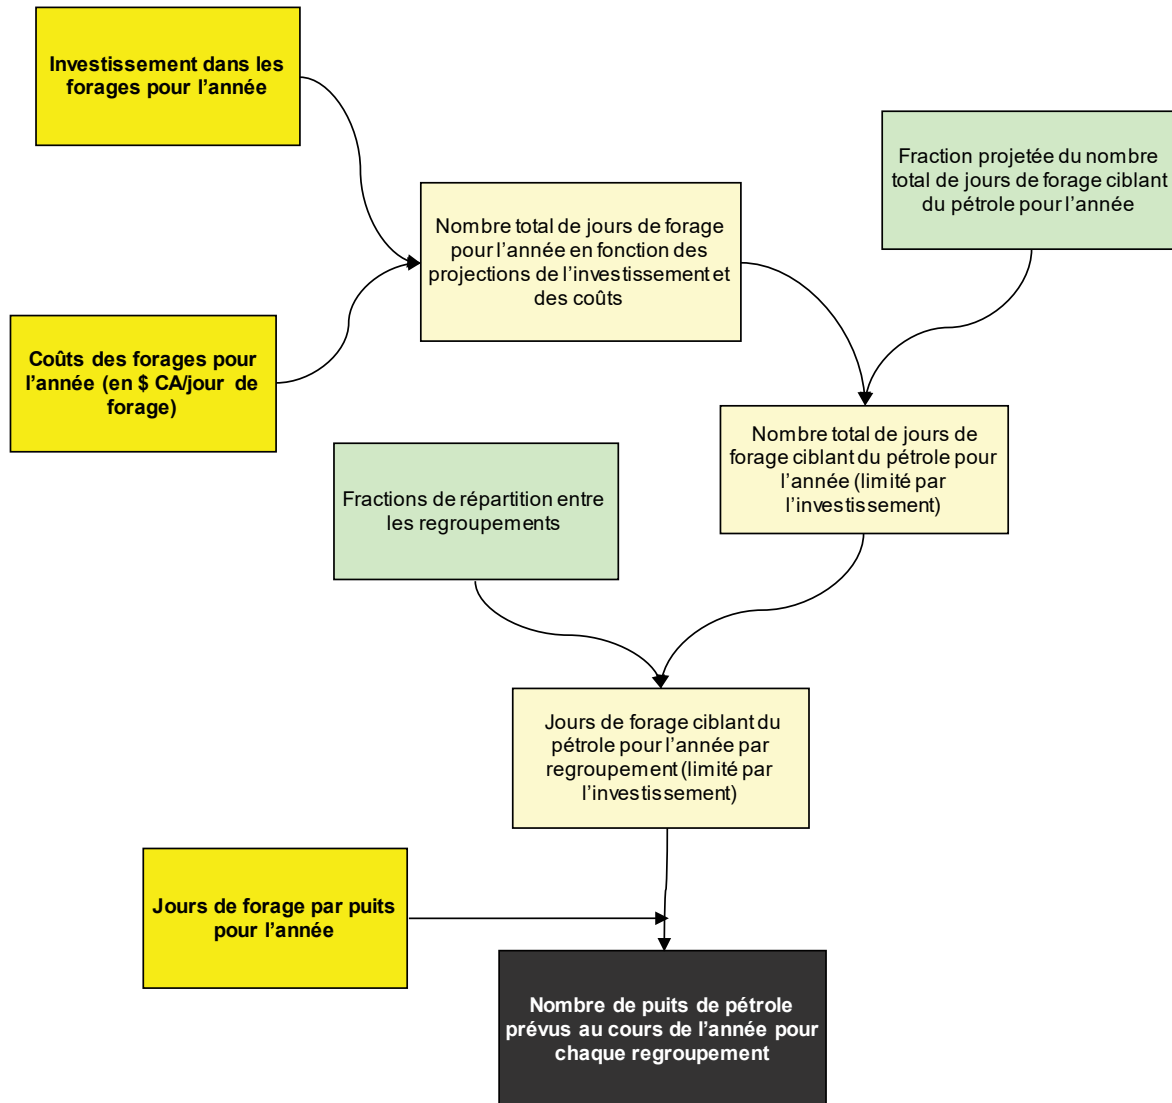 Investissement dans les
forages pour l’année
Fraction projetée du nombre
total de jours de forage ciblant
du pétrole pour l’année
Nombre total de jours de forage
pour l’année en fonction des
projections de l’investissement et
des coûts
Coûts des forages pour
l’année (en $ CA/jour de
forage)
Nombre total de jours de
forage ciblant du pétrole pour
l’année (limité par
l’investissement)
Fractions de répartition entre
les regroupements
Jours de forage ciblant du
pétrole pour l’année par
regroupement (limité par
l’investissement)
Jours de forage par puits
pour l’année
Nombre de puits de pétrole
prévus au cours de l’année pour
chaque regroupement